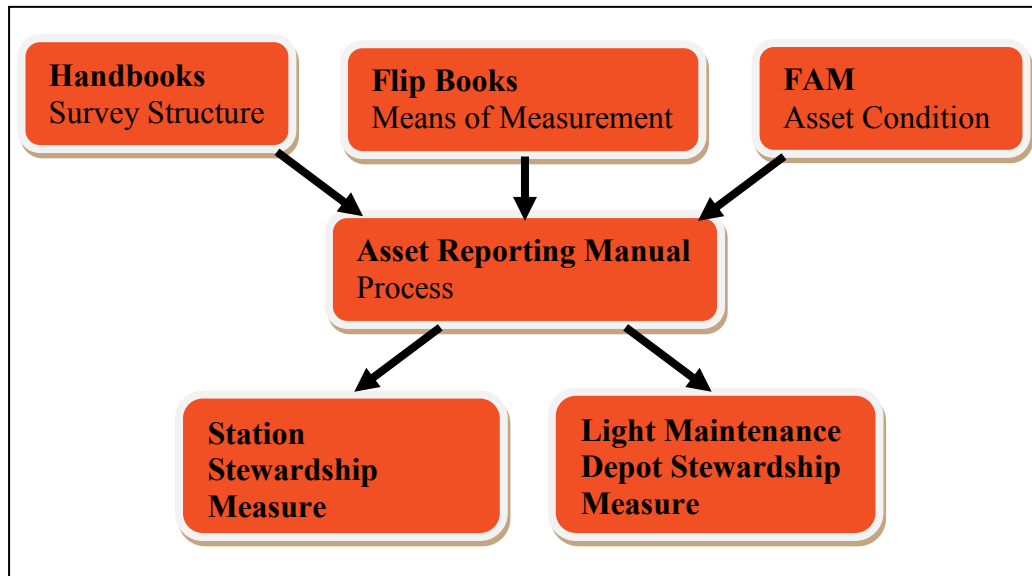 Handbooks
Survey Structure
Flip Books
Means of Measurement
FAM
Asset Condition
Asset Reporting Manual
Process
Station
Stewardship
Measure
Light Maintenance
Depot Stewardship
Measure